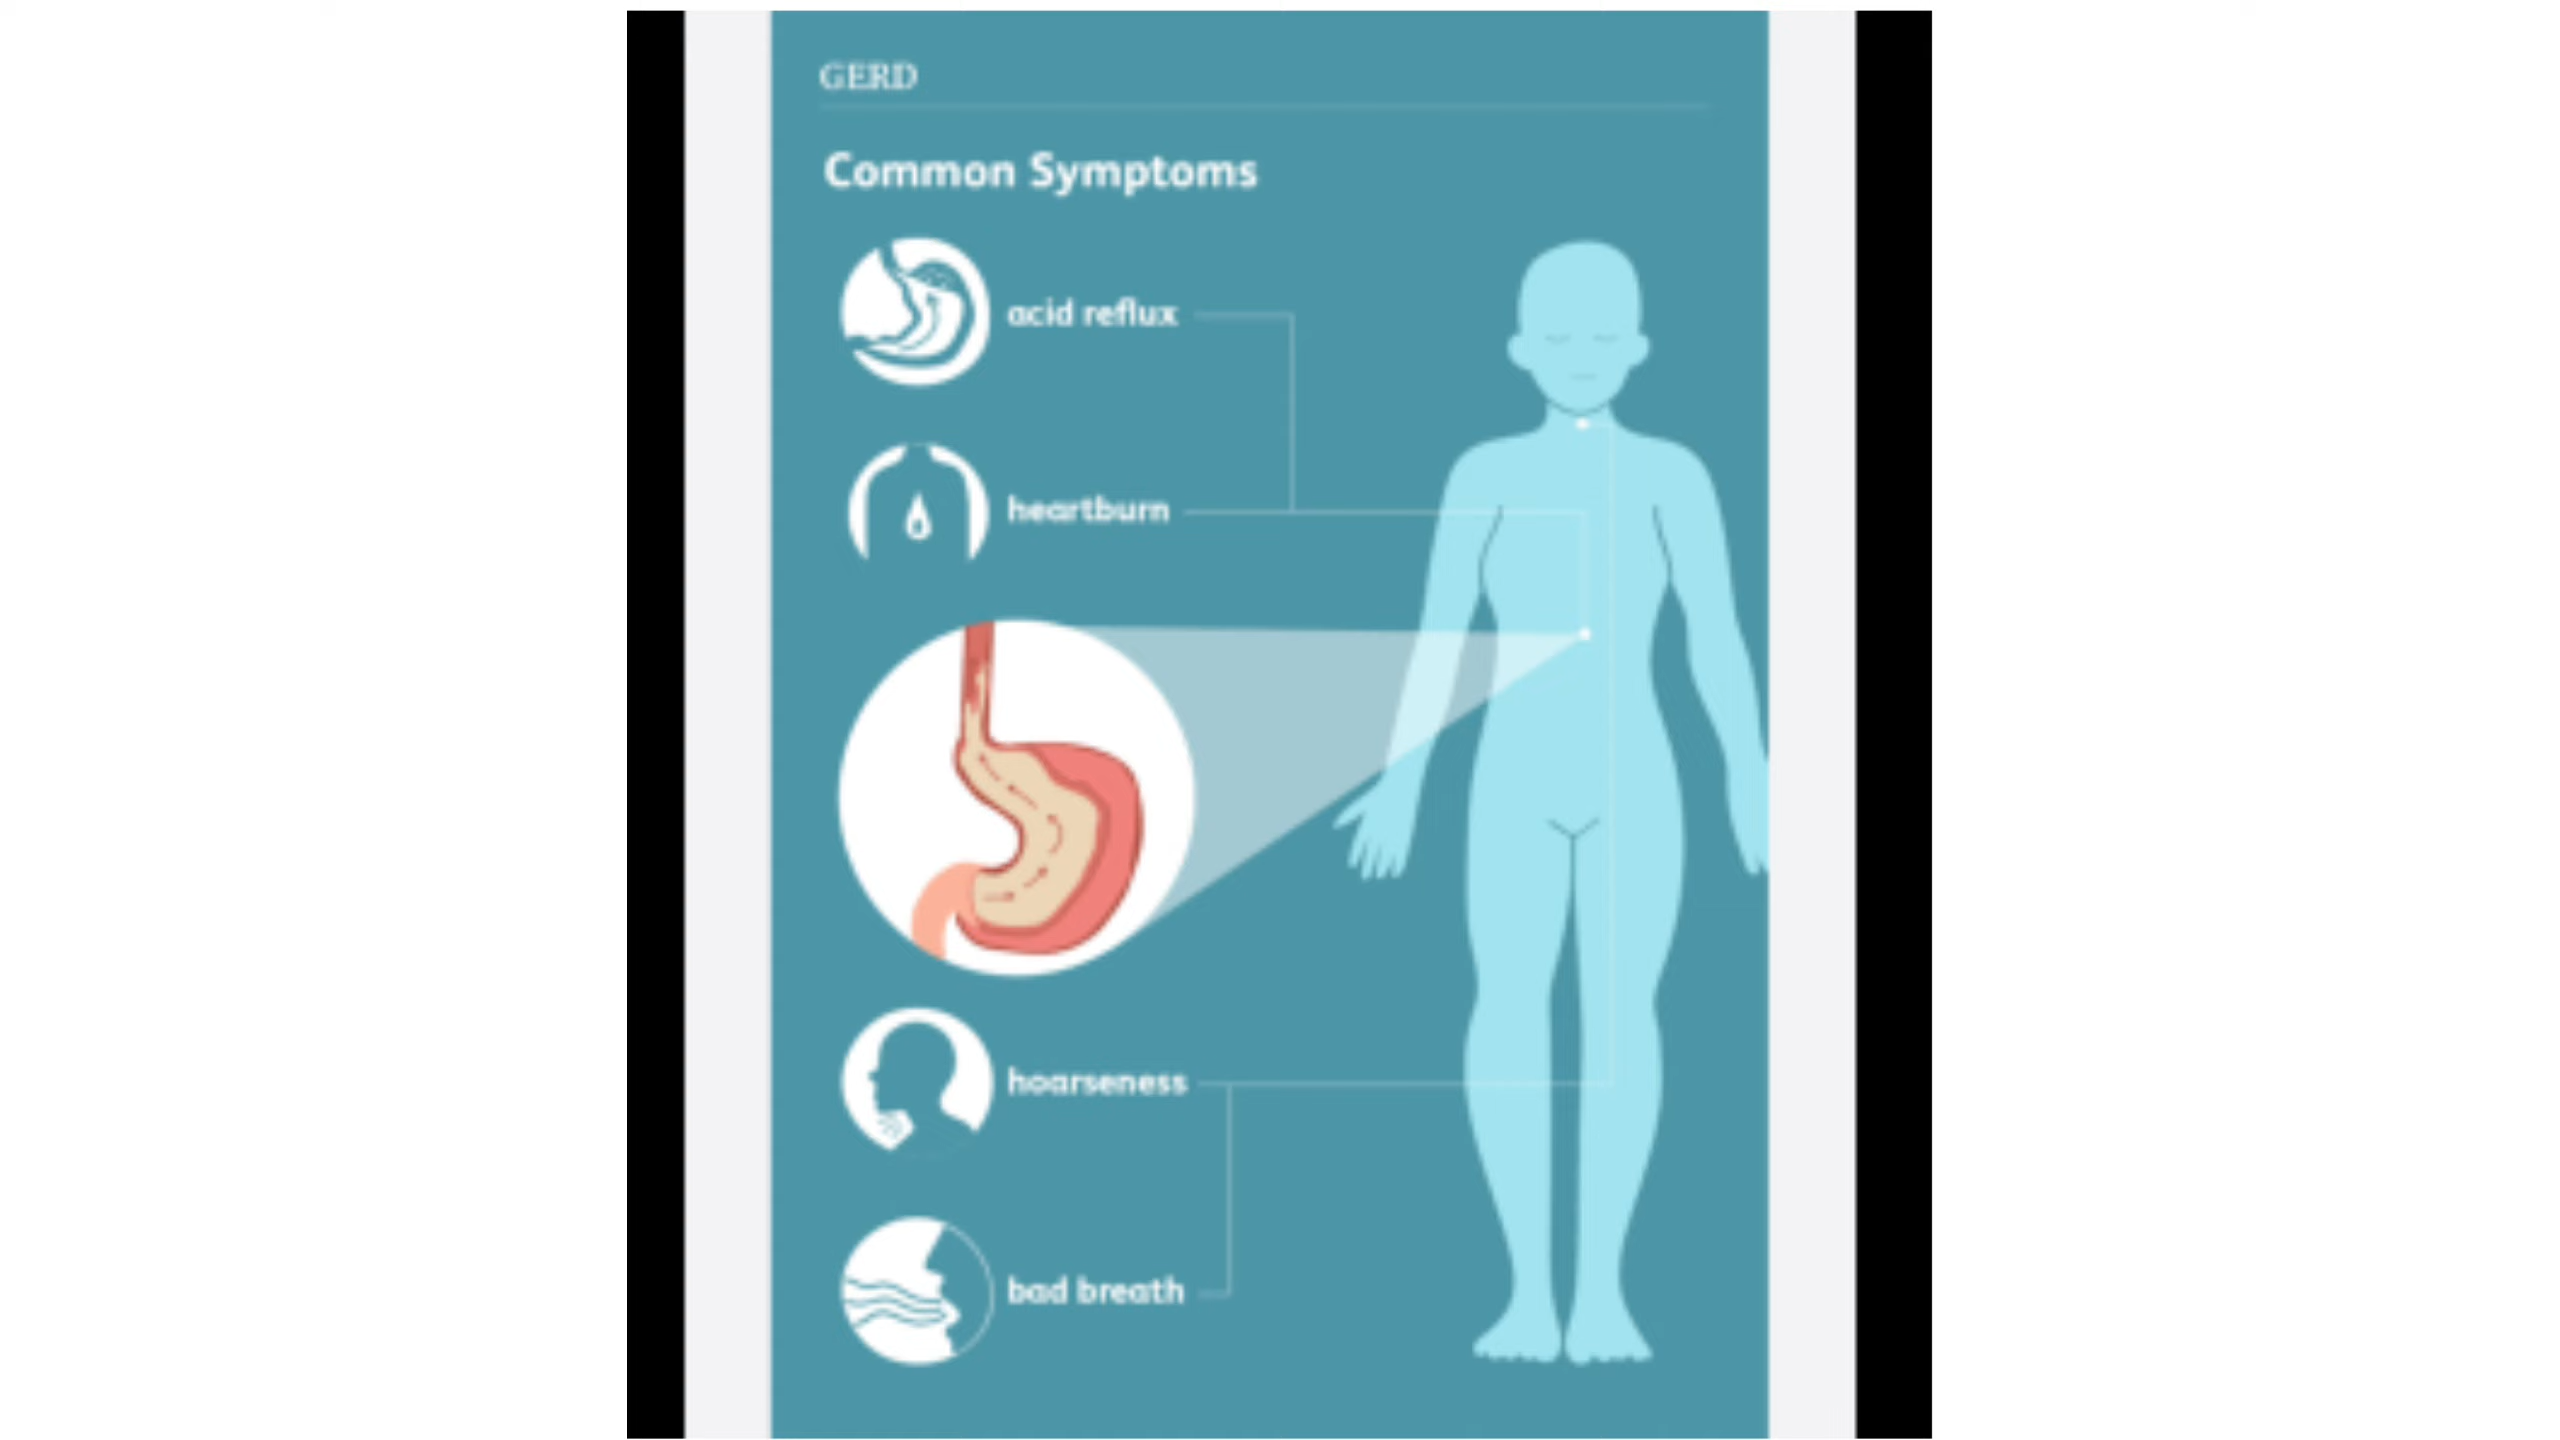 GERD
Common Symptoms
acid reflux
heartburn
hoarseness
bad breath